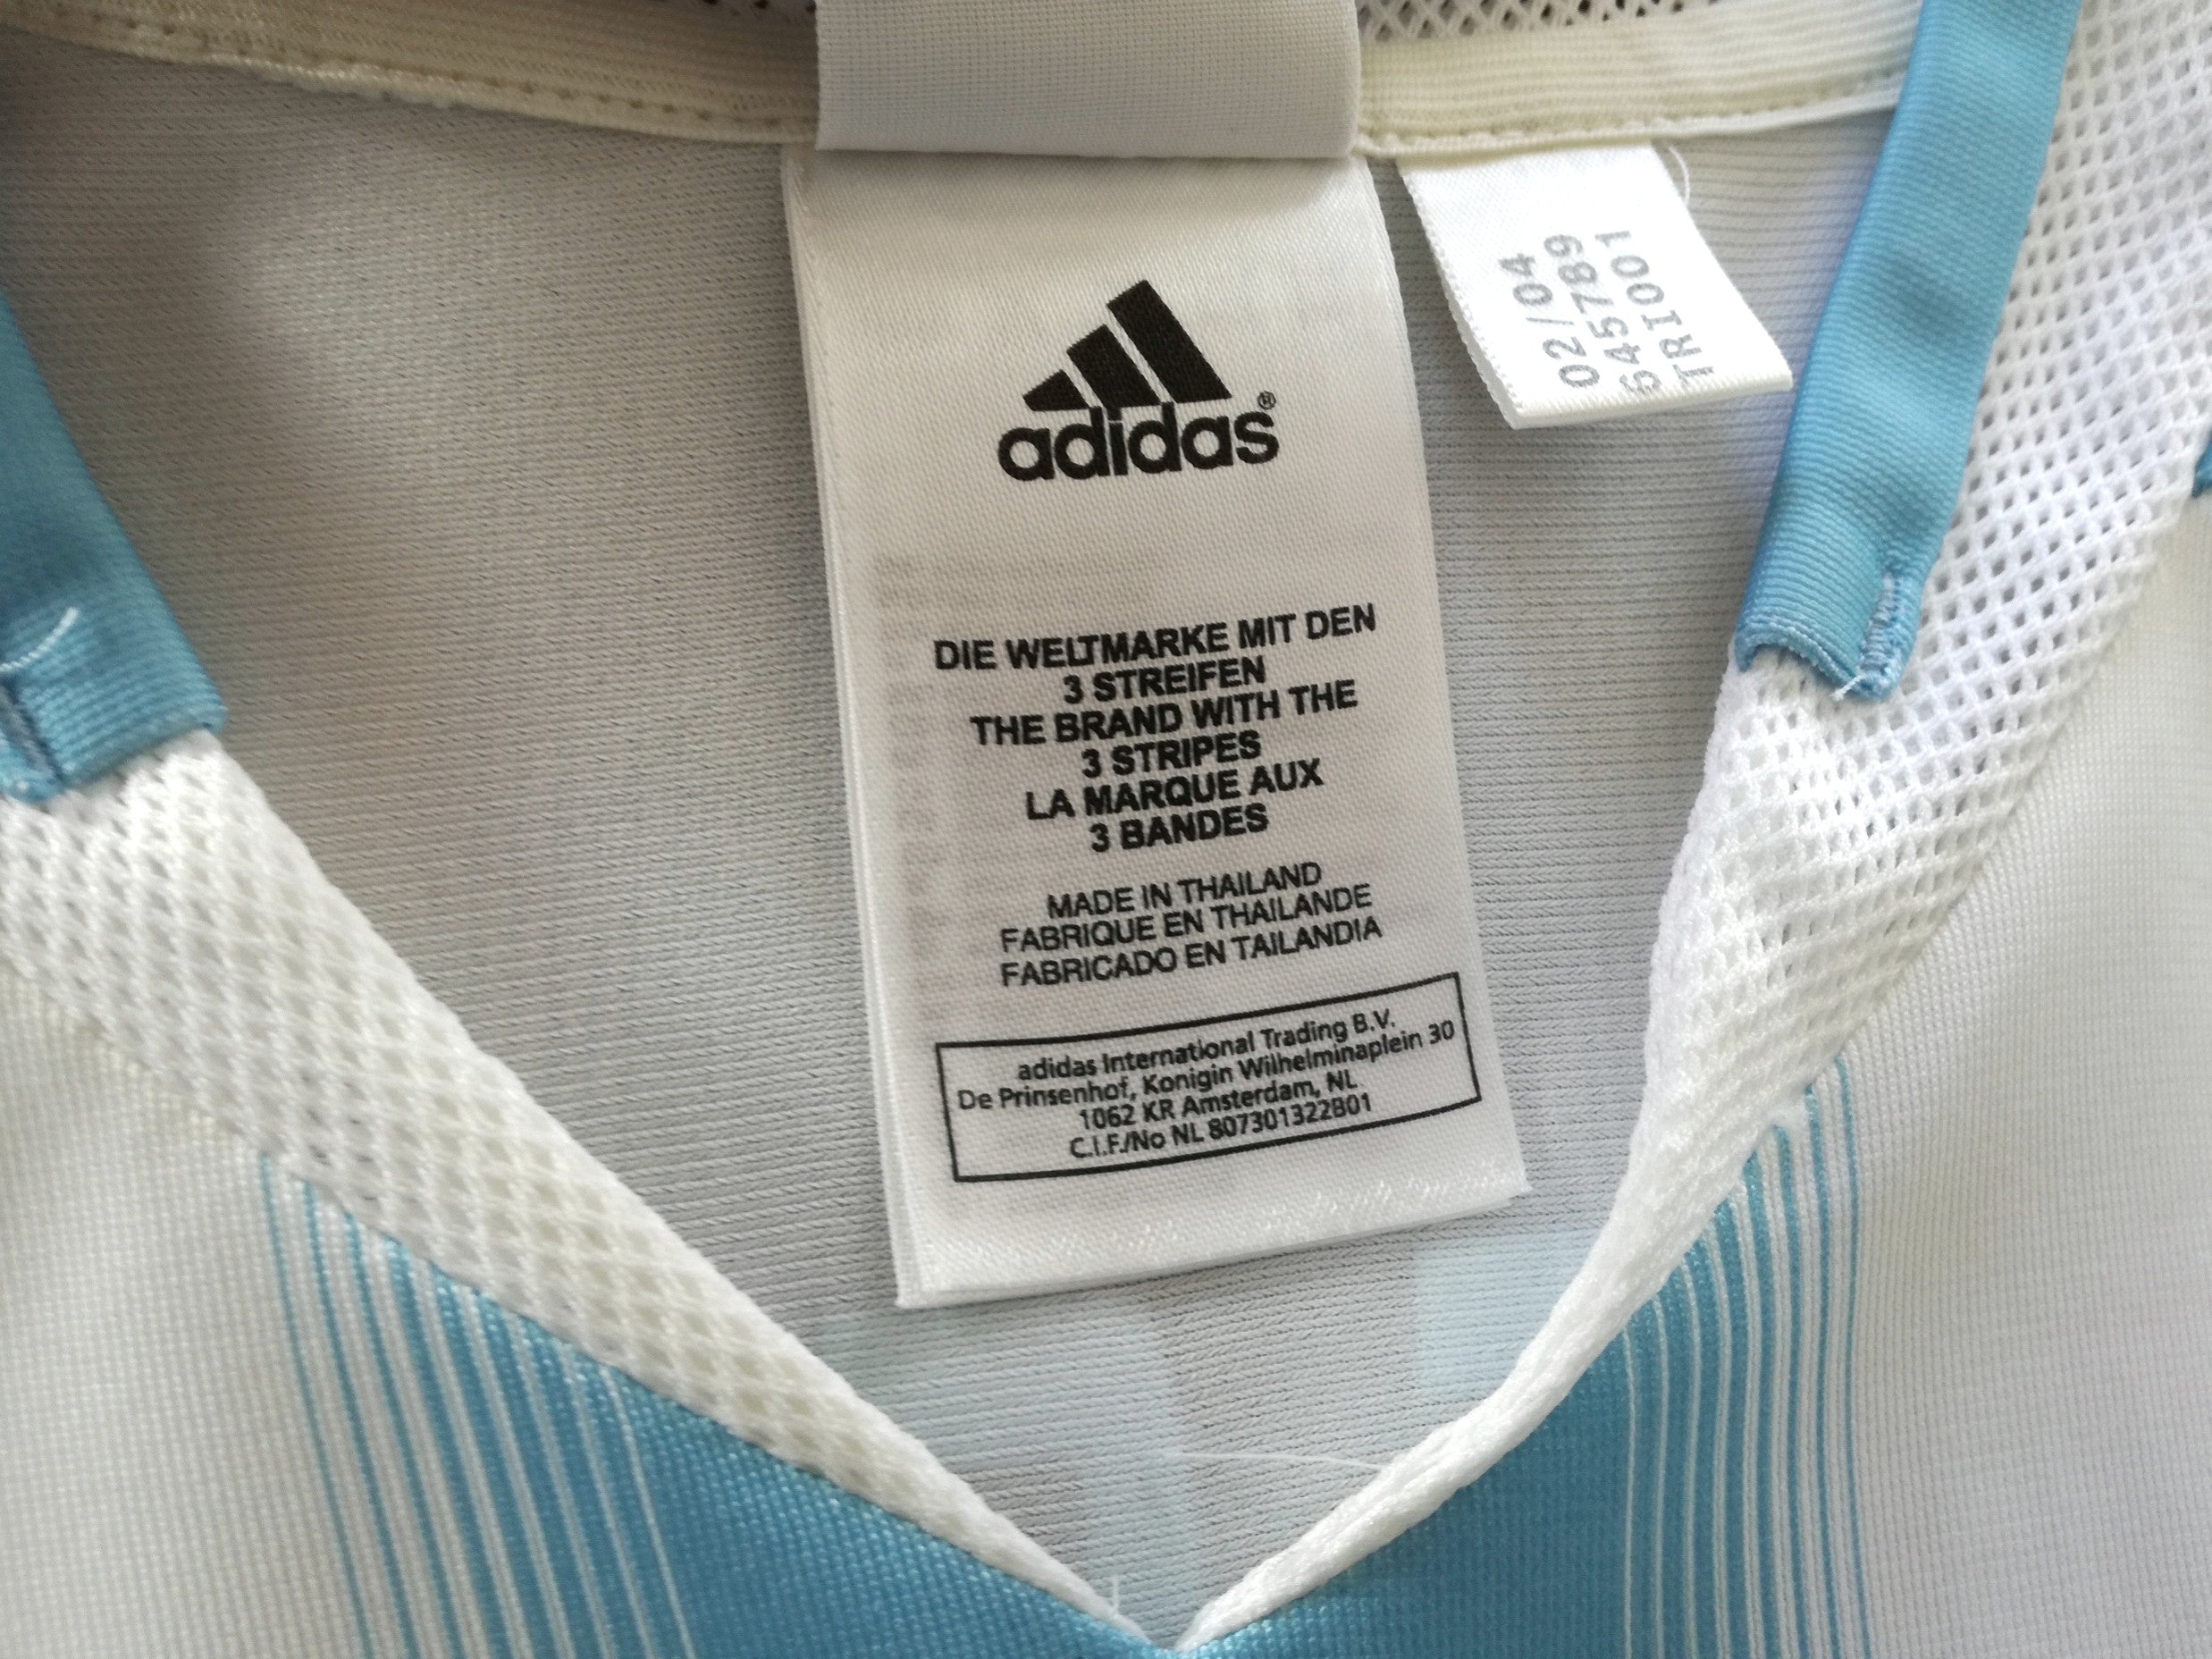 adidas®
DIE WELTMARKE MIT DEN
3 STREIFEN
THE BRAND WITH THE
3 STRIPES
LA MARQUE AUX
3 BANDES
MADE IN THAILAND
FABRIQUE EN THAILANDE
FABRICADO EN TAILANDIA
adidas International Trading B.V.
De Prinsenhof, Konigin Wilhelminaplein 30
1062 KR Amsterdam, NL
C.I.F./No NL 807301322B01
02/04
645789
TRI001